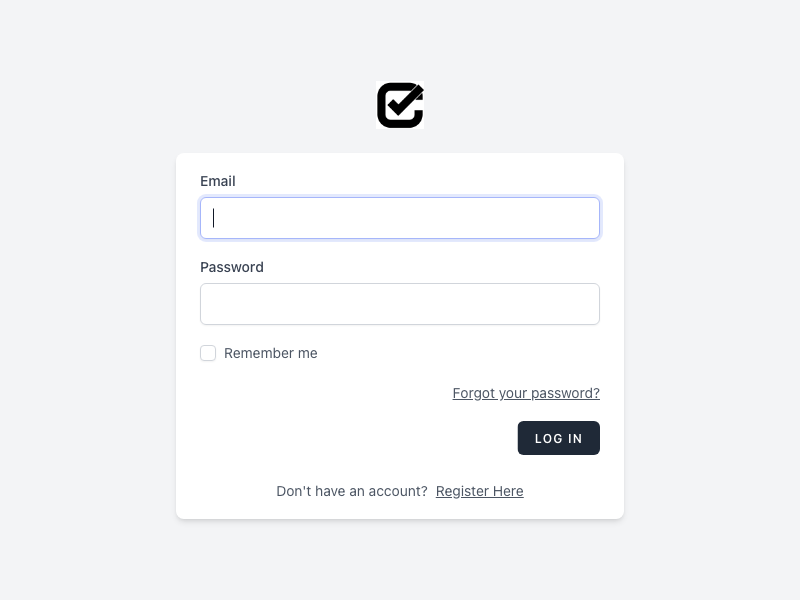 Email
Password
Remember me
Forgot your password?
LOG IN
Don't have an account? Register Here